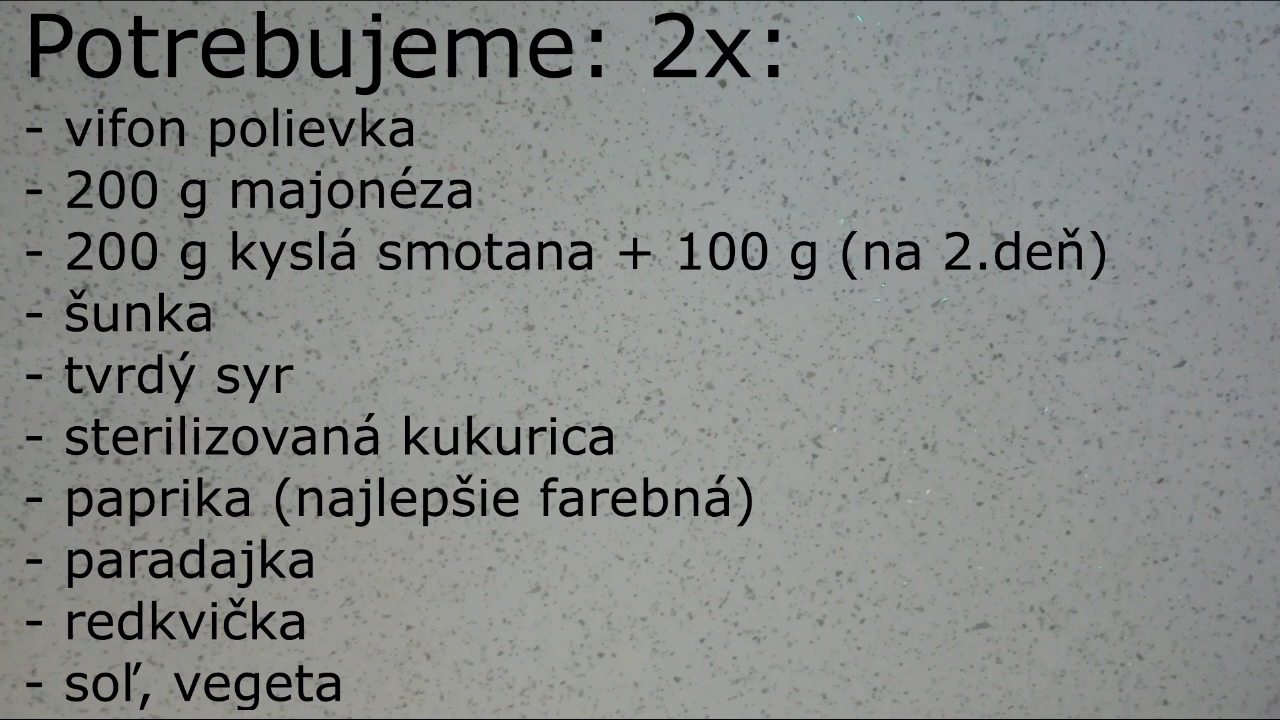 Potrebujeme: 2x:
- vifon polievka
- 200 g majonéza
- 200 g kyslá smotana + 100 g (na 2.deň)
- šunka
- tvrdý syr
- sterilizovaná kukurica
- paprika (najlepšie farebná)
- paradajka
- redkvička
- soľ, vegeta